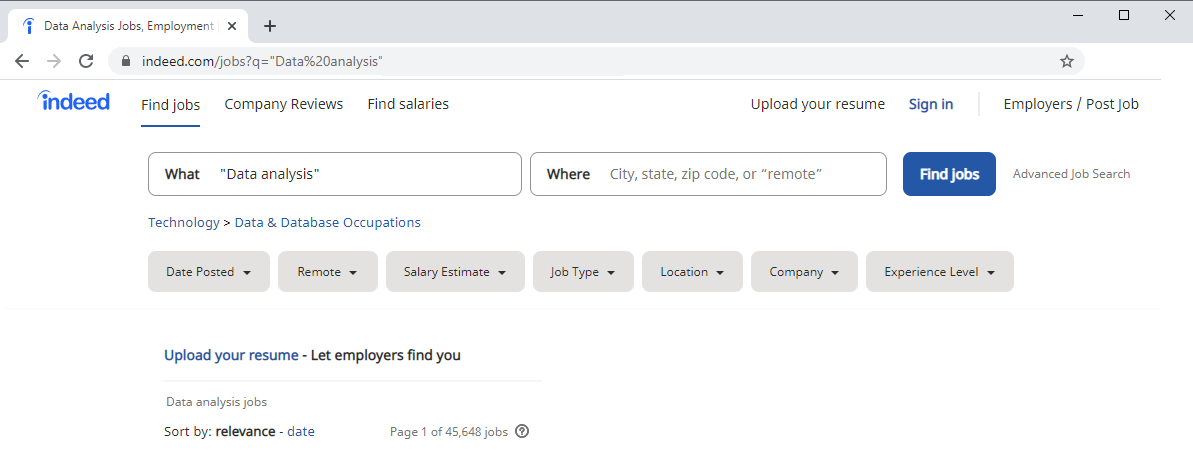 Data Analysis Jobs, Employment
indeed.com/jobs?q="Data%20analysis"
indeed Find jobs Company Reviews Find salaries Upload your resume Sign in Employers / Post Job
What "Data analysis" Where City, state, zip code, or “remote” Find jobs Advanced Job Search
Technology > Data & Database Occupations
Date Posted Remote Salary Estimate Job Type Location Company Experience Level
Upload your resume - Let employers find you
Data analysis jobs
Sort by: relevance - date Page 1 of 45,648 jobs ?